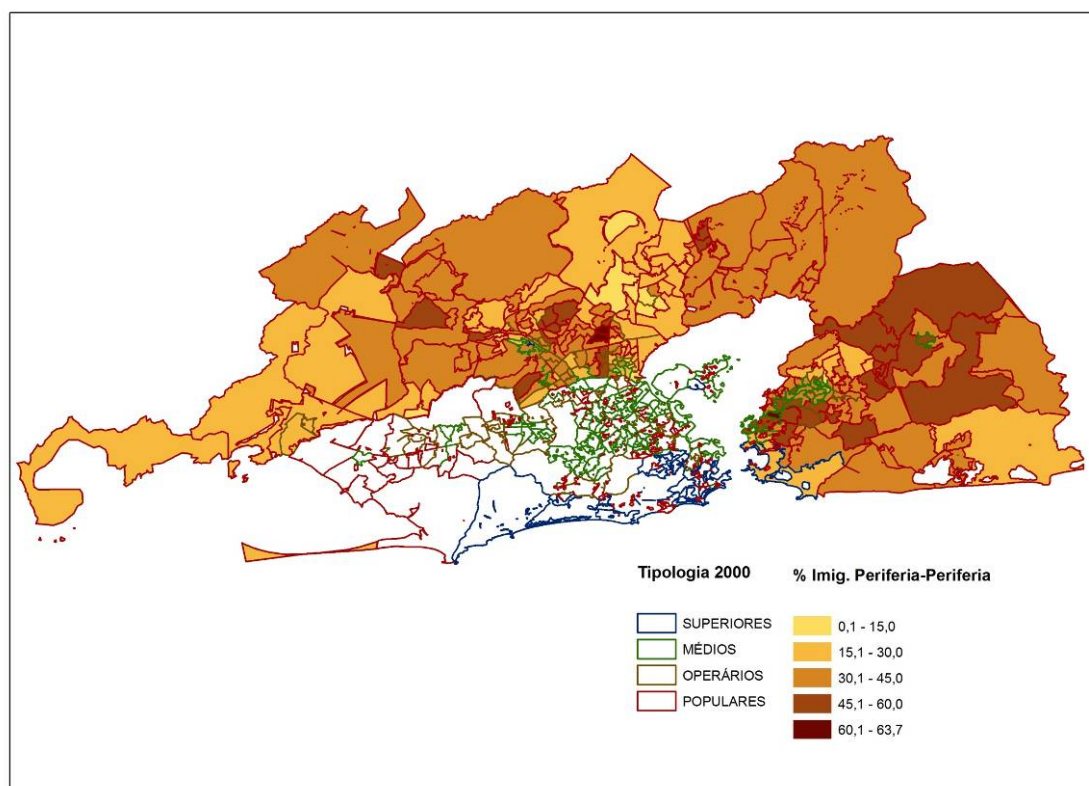 Tipologia 2000
SUPERIORES
MÉDIOS
OPERÁRIOS
POPULARES
% Imig. Periferia-Periferia
0,1 - 15,0
15,1 - 30,0
30,1 - 45,0
45,1 - 60,0
60,1 - 63,7